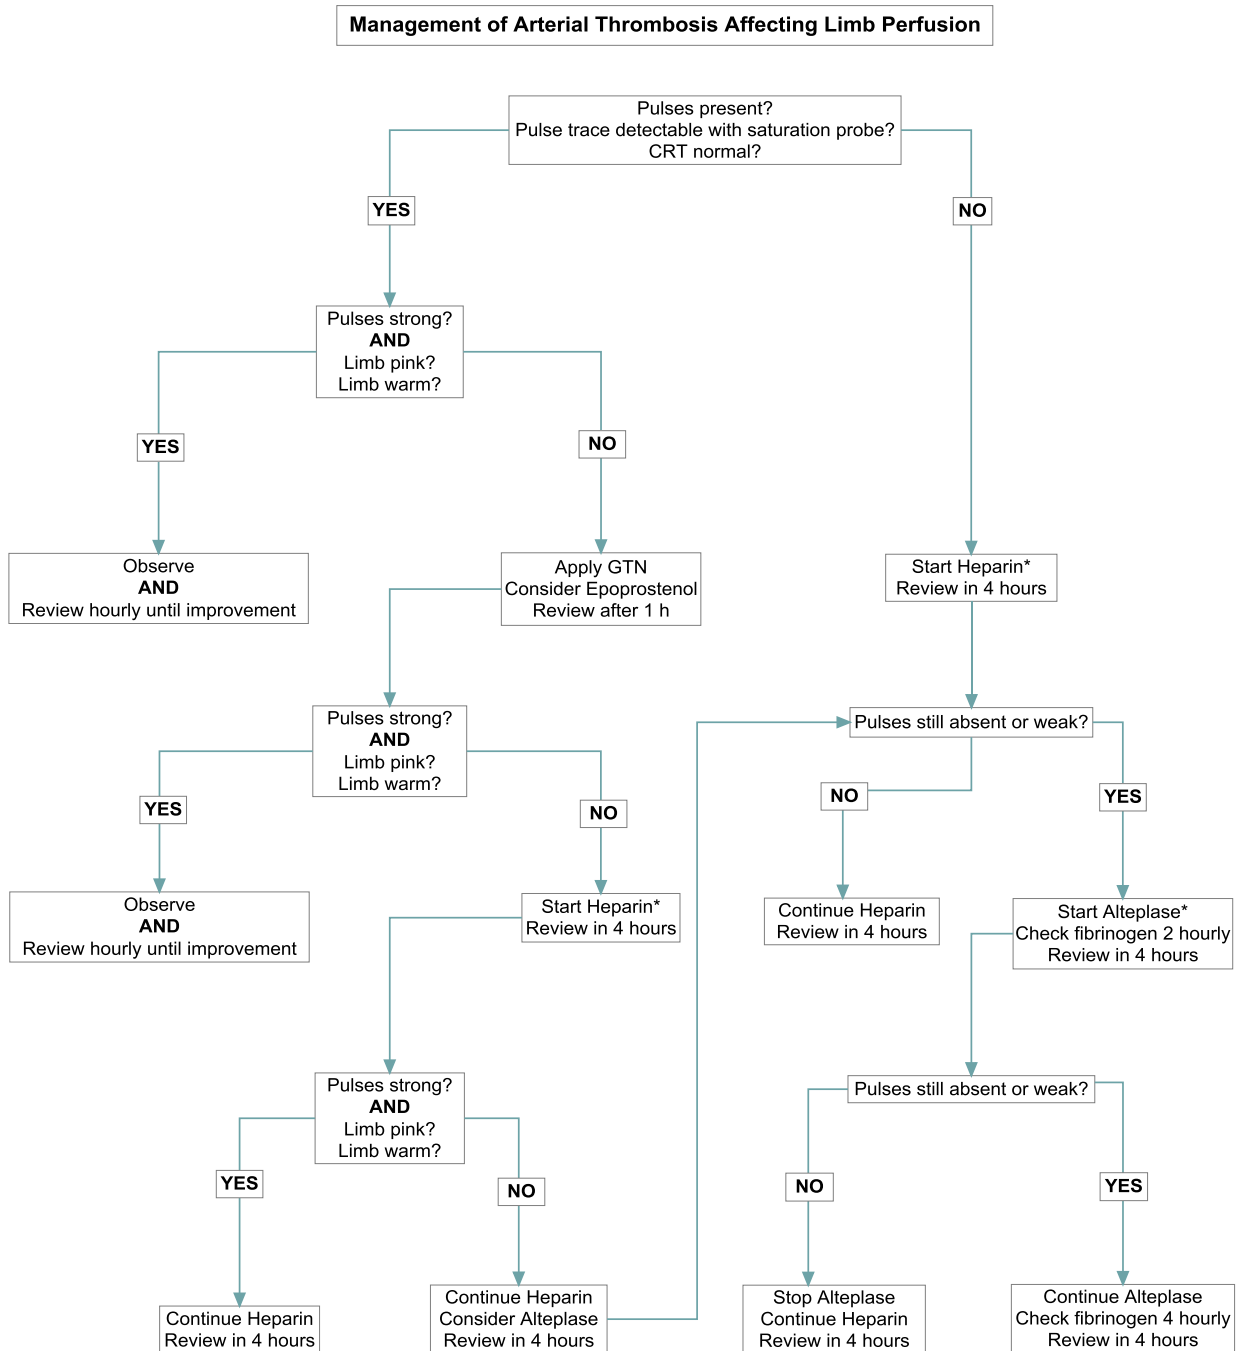 Management of Arterial Thrombosis Affecting Limb Perfusion
Pulses present?
Pulse trace detectable with saturation probe?
CRT normal?
YES
NO
Pulses strong?
AND
Limb pink?
Limb warm?
YES
NO
Observe
AND
Review hourly until improvement
Apply GTN
Consider Epoprostenol
Review after 1 h
Start Heparin*
Review in 4 hours
Pulses strong?
AND
Limb pink?
Limb warm?
Pulses still absent or weak?
YES
NO
NO
YES
Observe
AND
Review hourly until improvement
Start Heparin*
Review in 4 hours
Continue Heparin
Review in 4 hours
Start Alteplase*
Check fibrinogen 2 hourly
Review in 4 hours
Pulses strong?
AND
Limb pink?
Limb warm?
Pulses still absent or weak?
YES
NO
NO
YES
Continue Heparin
Review in 4 hours
Continue Heparin
Consider Alteplase
Review in 4 hours
Stop Alteplase
Continue Heparin
Review in 4 hours
Continue Alteplase
Check fibrinogen 4 hourly
Review in 4 hours